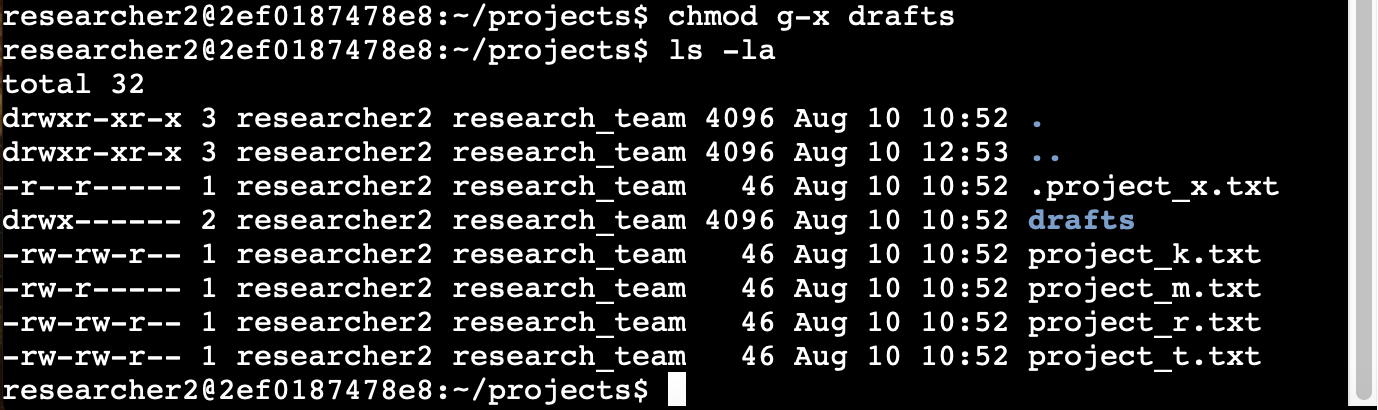 researcher2@2ef0187478e8:~/projects$ chmod g-x drafts
researcher2@2ef0187478e8:~/projects$ ls -la
total 32
drwxr-xr-x 3 researcher2 research_team 4096 Aug 10 10:52 .
drwxr-xr-x 3 researcher2 research_team 4096 Aug 10 12:53 ..
-r--r----- 1 researcher2 research_team   46 Aug 10 10:52 .project_x.txt
drwx------ 2 researcher2 research_team 4096 Aug 10 10:52 drafts
-rw-rw-r-- 1 researcher2 research_team   46 Aug 10 10:52 project_k.txt
-rw-r----- 1 researcher2 research_team   46 Aug 10 10:52 project_m.txt
-rw-rw-r-- 1 researcher2 research_team   46 Aug 10 10:52 project_r.txt
-rw-rw-r-- 1 researcher2 research_team   46 Aug 10 10:52 project_t.txt
researcher2@2ef0187478e8:~/projects$